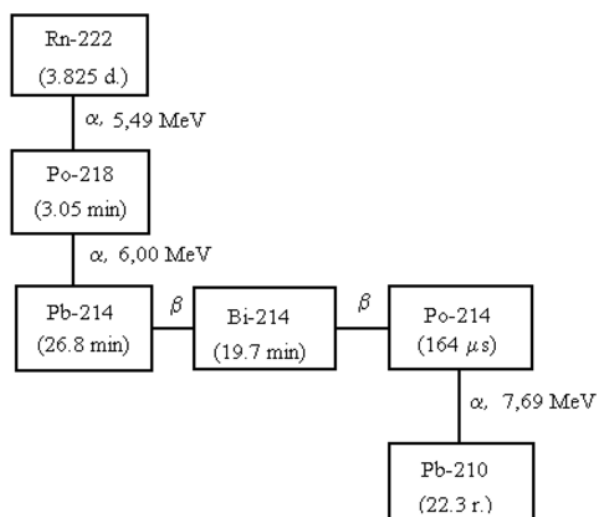 Rn-222
(3.825 d.)
α, 5,49 MeV
Po-218
(3.05 min)
α, 6,00 MeV
Pb-214
(26.8 min)
β
Bi-214
(19.7 min)
β
Po-214
(164 μs)
α, 7,69 MeV
Pb-210
(22.3 r.)